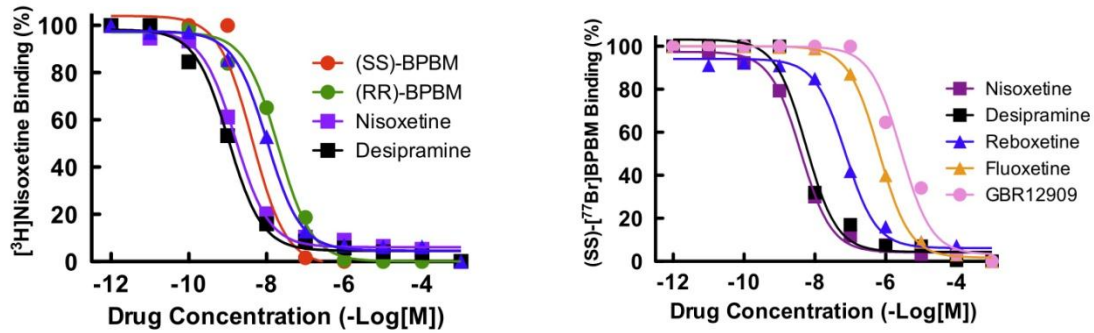 [³H]Nisoxetine Binding (%)
100
80
60
40
20
0
-12
-10
-8
-6
-4
Drug Concentration (-Log[M])
(SS)-BPBM
(RR)-BPBM
Nisoxetine
Desipramine
(SS)-[⁷⁷Br]BPBM Binding (%)
100
80
60
40
20
0
-12
-10
-8
-6
-4
Drug Concentration (-Log[M])
Nisoxetine
Desipramine
Reboxetine
Fluoxetine
GBR12909